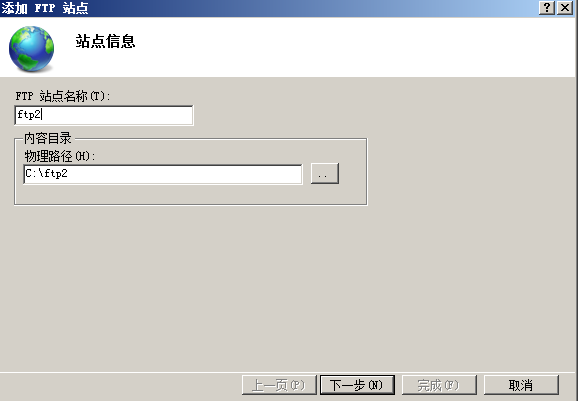 添加 FTP 站点
站点信息
FTP 站点名称(T):
ftp2
内容目录
物理路径(H):
C:\ftp2
..
上一页(P) 下一步(N) 完成(F) 取消